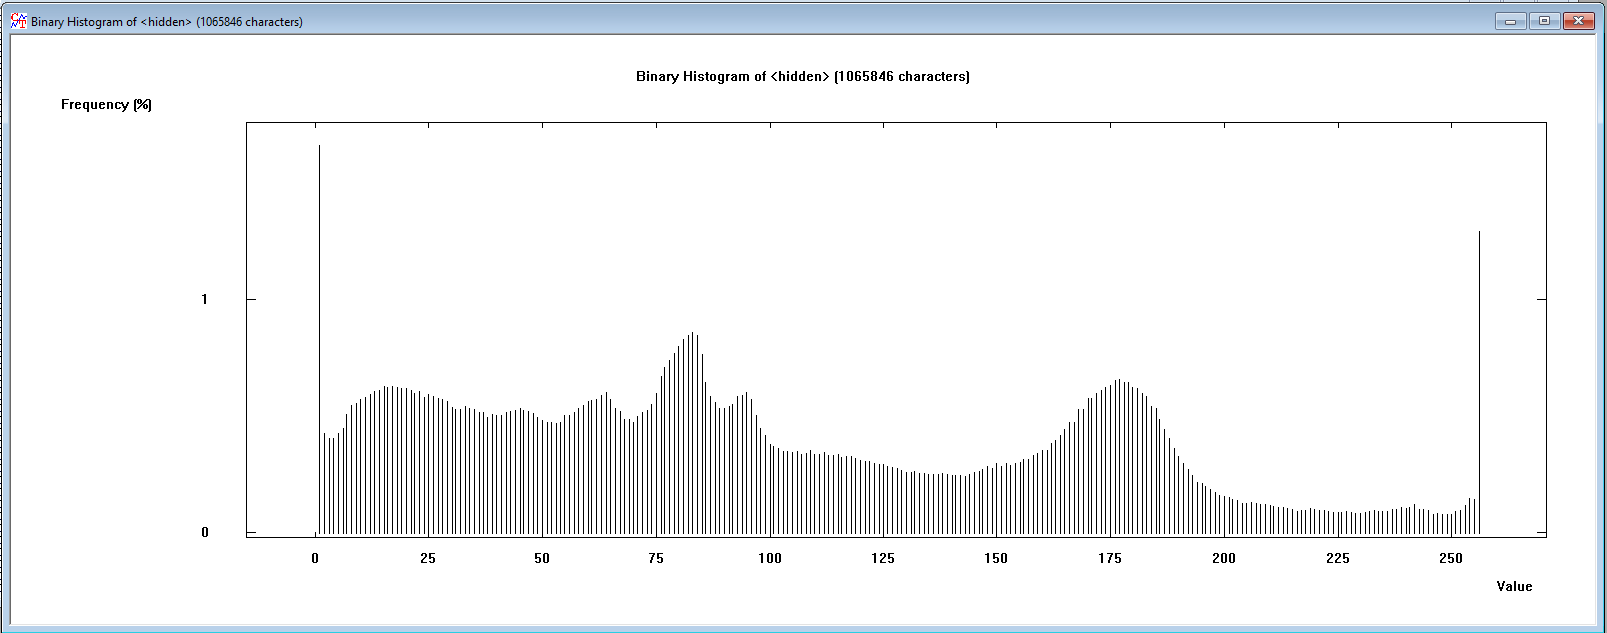 Binary Histogram of <hidden> (1065846 characters)
Binary Histogram of <hidden> (1065846 characters)
Frequency (%)
1
0
0 25 50 75 100 125 150 175 200 225 250
Value